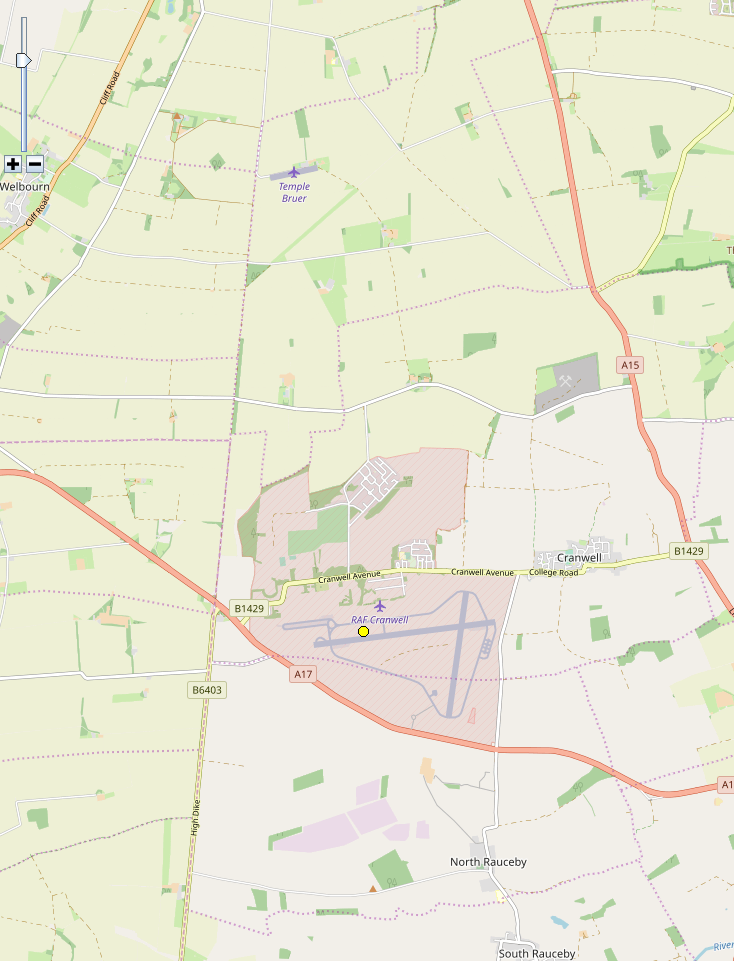 Cliff Road
Welbourn
Cliff Road
Temple
Bruer
A15
Cranwell
B1429
Cranwell Avenue
Cranwell Avenue
College Road
B1429
RAF Cranwell
A17
B6403
High Dike
North Rauceby
South Rauceby
River